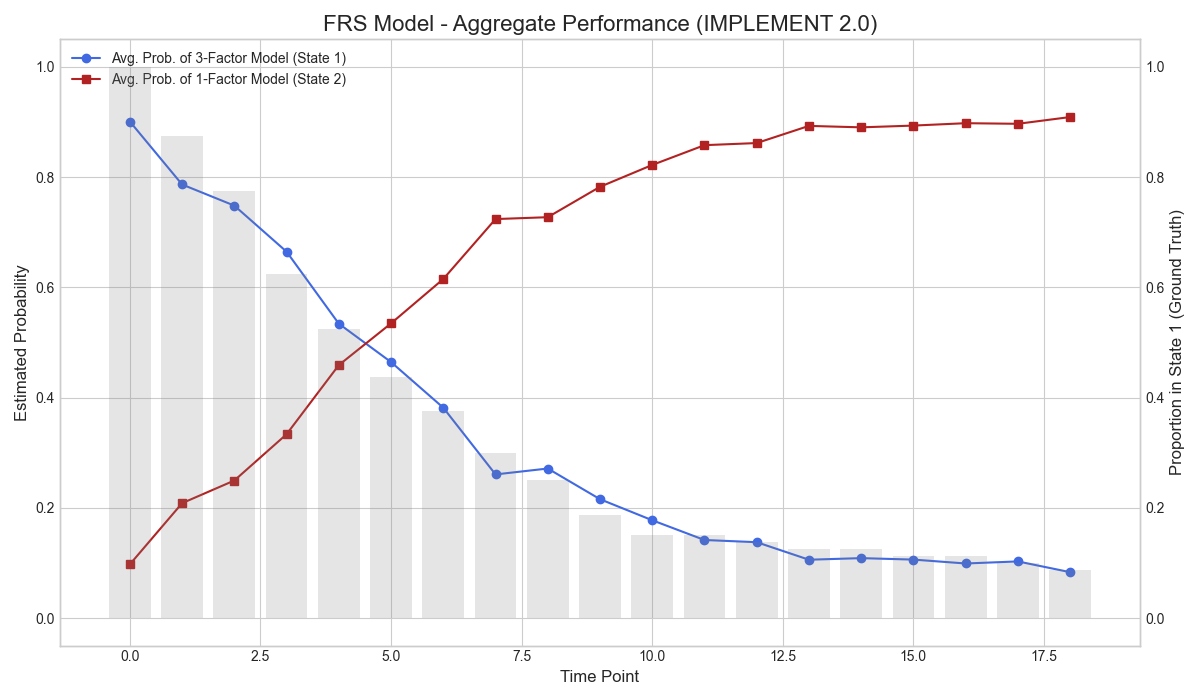 FRS Model - Aggregate Performance (IMPLEMENT 2.0)
Avg. Prob. of 3-Factor Model (State 1)
Avg. Prob. of 1-Factor Model (State 2)
1.0
0.8
0.6
0.4
0.2
0.0
Estimated Probability
1.0
0.8
0.6
0.4
0.2
0.0
Proportion in State 1 (Ground Truth)
0.0 2.5 5.0 7.5 10.0 12.5 15.0 17.5
Time Point